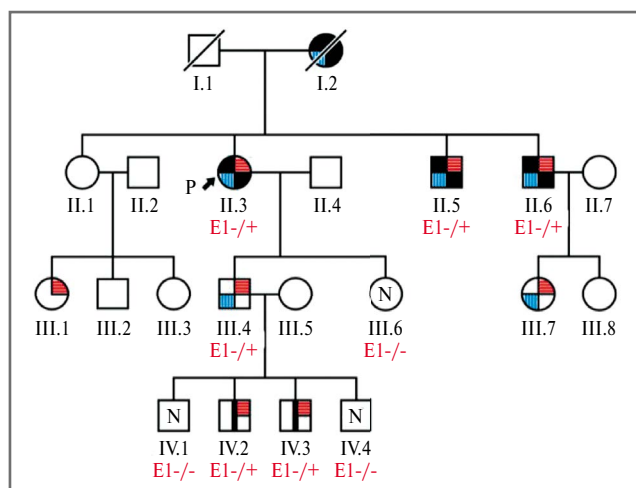 I.1 I.2
P
II.1 II.2 II.3 II.4 II.5 II.6 II.7
E1-/+ E1-/+ E1-/+
N
III.1 III.2 III.3 III.4 III.5 III.6 III.7 III.8
E1-/+ E1-/-
N N
IV.1 IV.2 IV.3 IV.4
E1-/- E1-/+ E1-/+ E1-/-